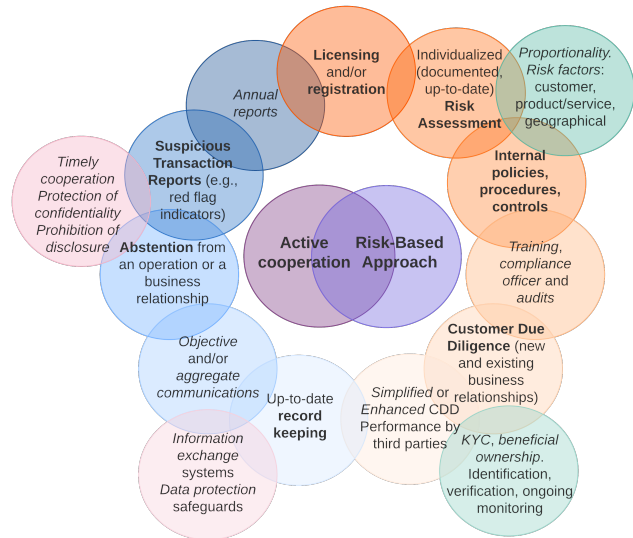 Licensing
and/or
registration
Individualized
(documented,
up-to-date)
Risk
Assessment
Proportionality.
Risk factors:
customer,
product/service,
geographical
Annual
reports
Suspicious
Transaction
Reports (e.g.,
red flag
indicators)
Internal
policies,
procedures,
controls
Timely
cooperation
Protection of
confidentiality
Prohibition of
disclosure
Abstention from
an operation or a
business
relationship
Active
cooperation
Risk-Based
Approach
Training,
compliance
officer and
audits
Objective
and/or
aggregate
communications
Customer Due
Diligence (new
and existing
business
relationships)
Up-to-date
record
keeping
Simplified or
Enhanced CDD
Performance by
third parties
Information
exchange
systems
Data protection
safeguards
KYC, beneficial
ownership.
Identification,
verification, ongoing
monitoring